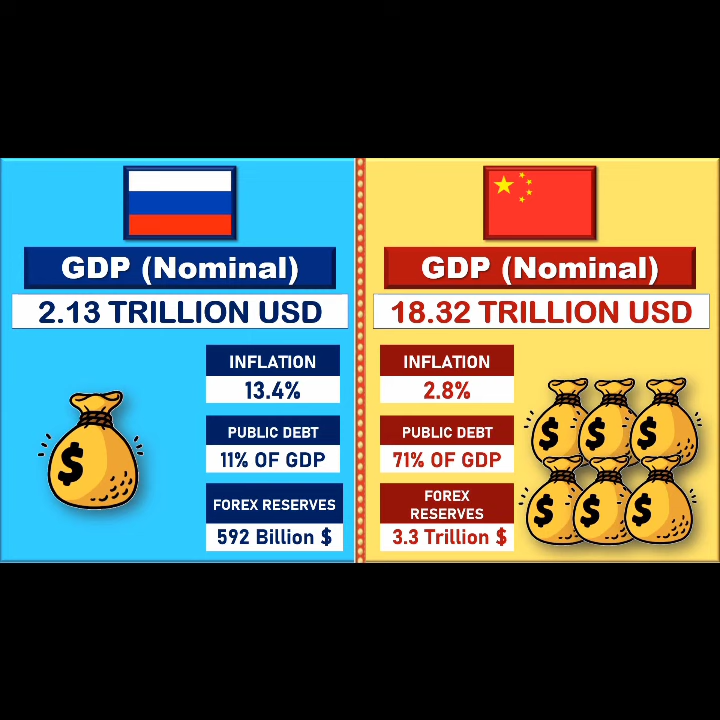 GDP (Nominal)
2.13 TRILLION USD
INFLATION
13.4%
PUBLIC DEBT
11% OF GDP
FOREX RESERVES
592 Billion $
$
GDP (Nominal)
18.32 TRILLION USD
INFLATION
2.8%
PUBLIC DEBT
71% OF GDP
FOREX
RESERVES
3.3 Trillion $
$ $ $
$ $ $